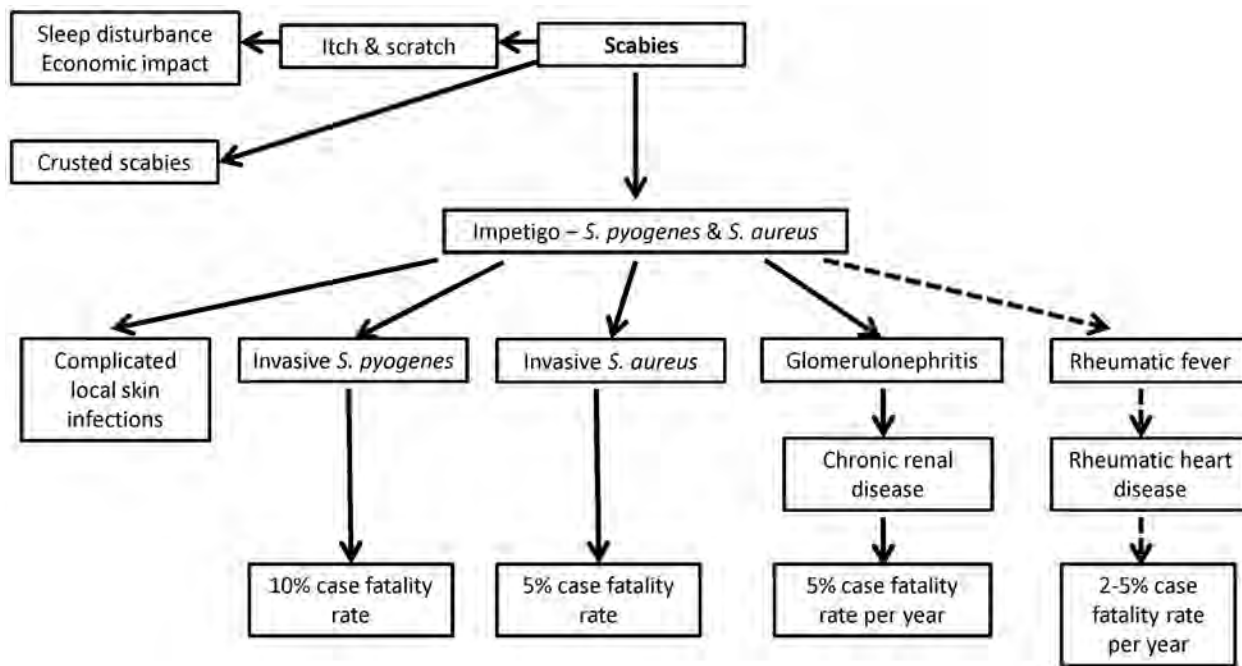 Sleep disturbance
Economic impact
Itch & scratch
Scabies
Crusted scabies
Impetigo – S. pyogenes & S. aureus
Complicated
local skin
infections
Invasive S. pyogenes
Invasive S. aureus
Glomerulonephritis
Rheumatic fever
Chronic renal
disease
Rheumatic heart
disease
10% case fatality
rate
5% case fatality
rate
5% case fatality
rate per year
2-5% case
fatality rate
per year